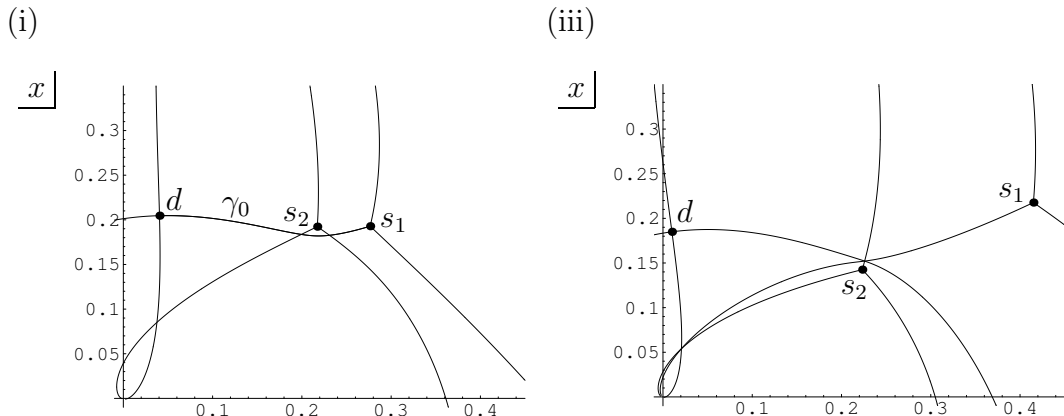 (i) (iii)
x x
0.3 0.3
0.25 0.25
d γ₀ s₂ s₁ d s₁
0.2 0.2
0.15 0.15
s₂
0.1 0.1
0.05 0.05
0.1 0.2 0.3 0.4 0.1 0.2 0.3 0.4